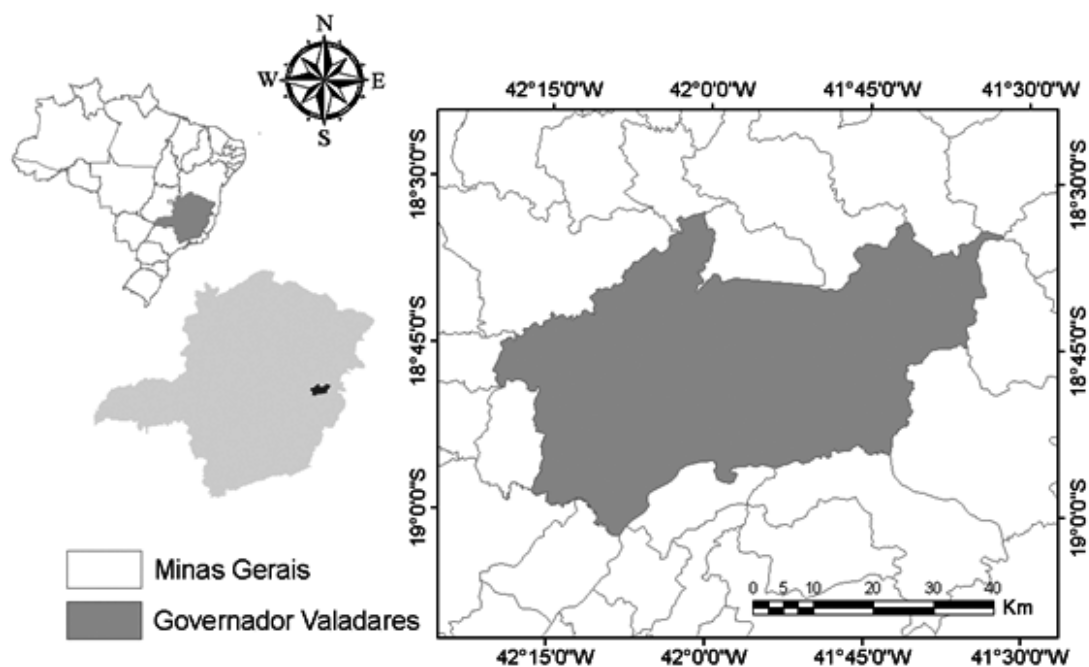 N
W E
S
42°15'0"W 42°0'0"W 41°45'0"W 41°30'0"W
18°30'0"S 18°30'0"S
18°45'0"S 18°45'0"S
19°0'0"S 19°0'0"S
Minas Gerais
Governador Valadares
0 5 10 20 30 40
Km
42°15'0"W 42°0'0"W 41°45'0"W 41°30'0"W